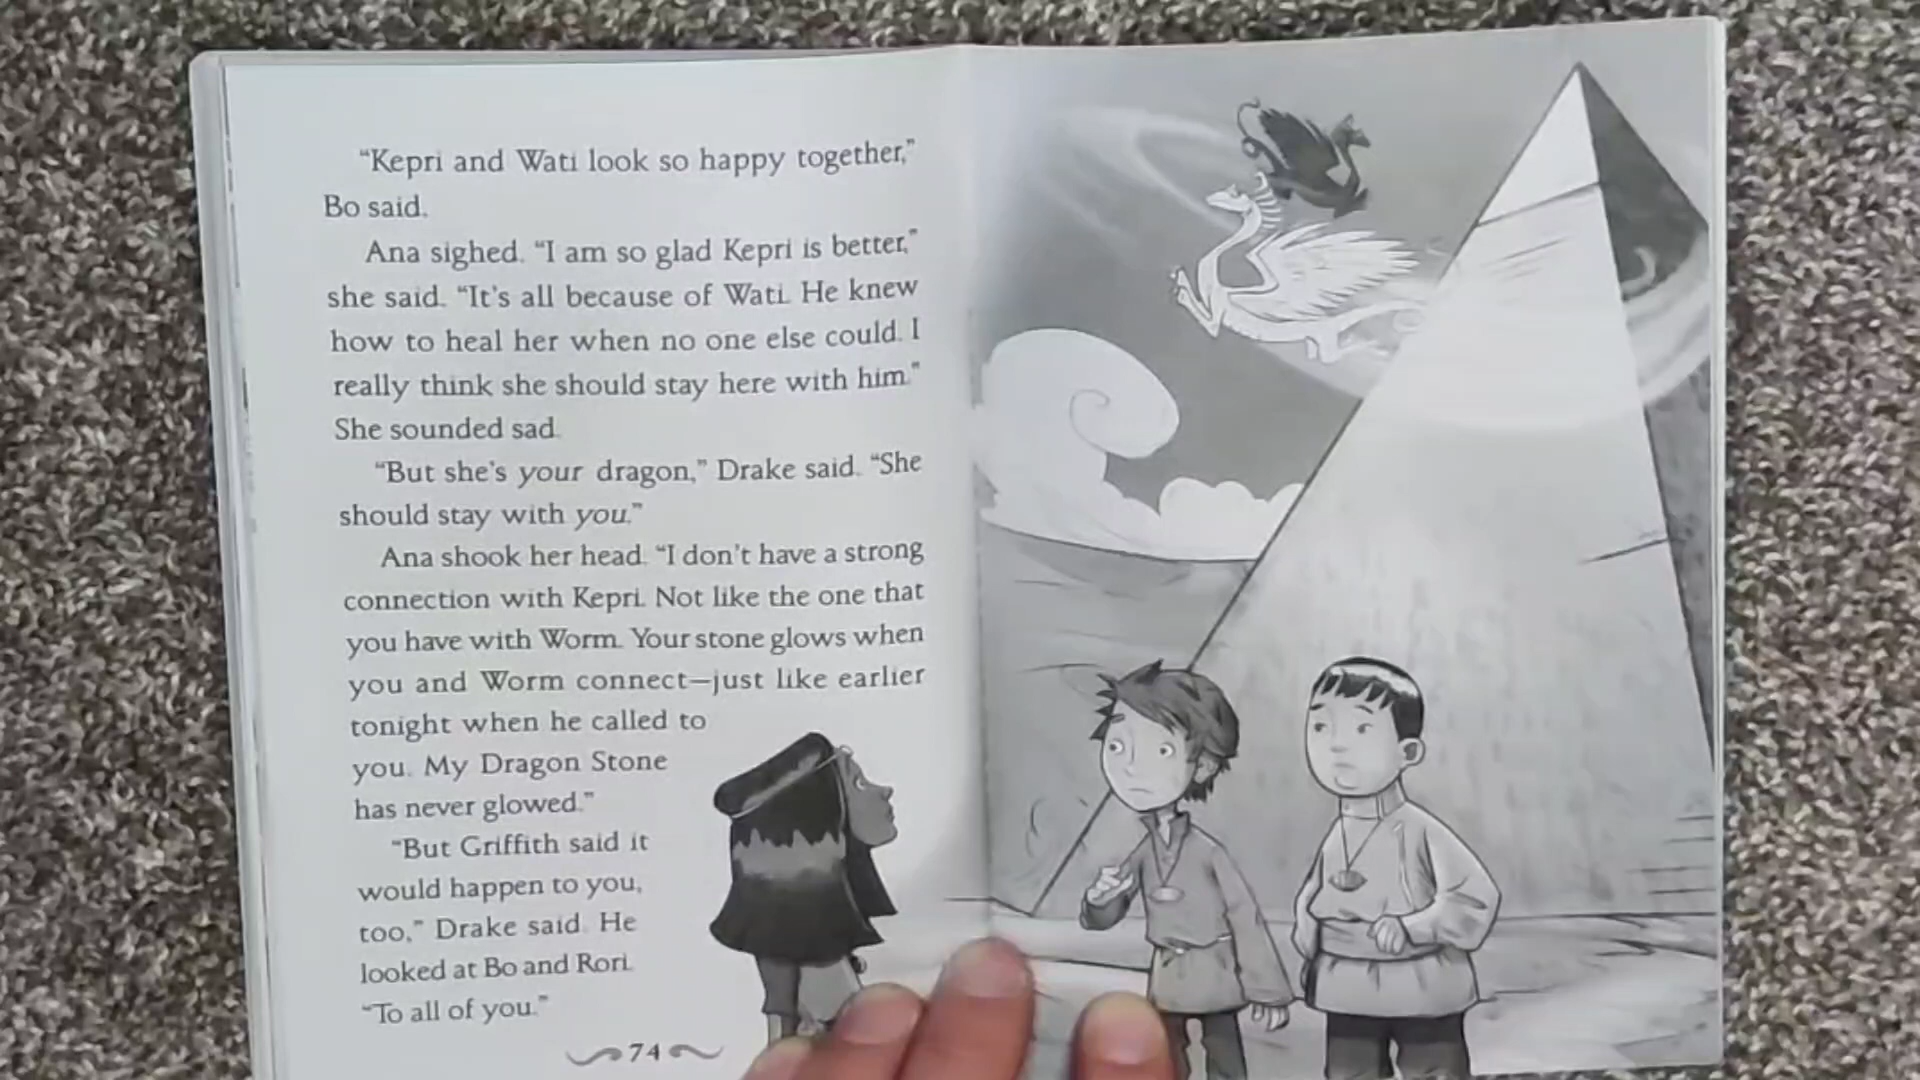 “Kepri and Wati look so happy together,”
Bo said.
Ana sighed. “I am so glad Kepri is better,”
she said. “It's all because of Wati. He knew
how to heal her when no one else could. I
really think she should stay here with him.”
She sounded sad.
“But she's your dragon,” Drake said. “She
should stay with you.”
Ana shook her head. “I don't have a strong
connection with Kepri. Not like the one that
you have with Worm. Your stone glows when
you and Worm connect—just like earlier
tonight when he called to
you. My Dragon Stone
has never glowed.”
“But Griffith said it
would happen to you,
too,” Drake said. He
looked at Bo and Rori.
“To all of you.”
74